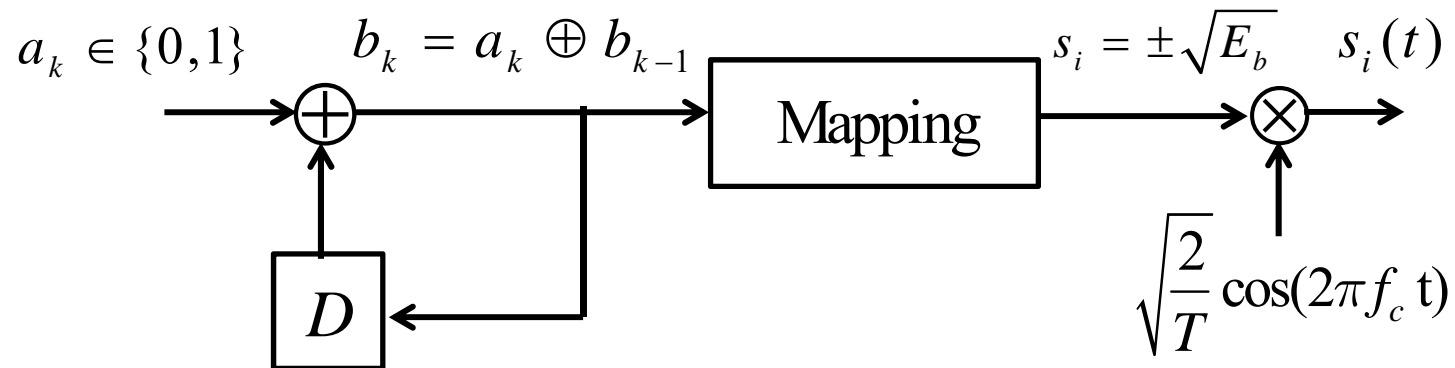 a_k ∈ {0,1}
b_k = a_k ⊕ b_{k−1}
s_i = ±√E_b
s_i(t)
Mapping
D
√(2/T) cos(2πf_c t)